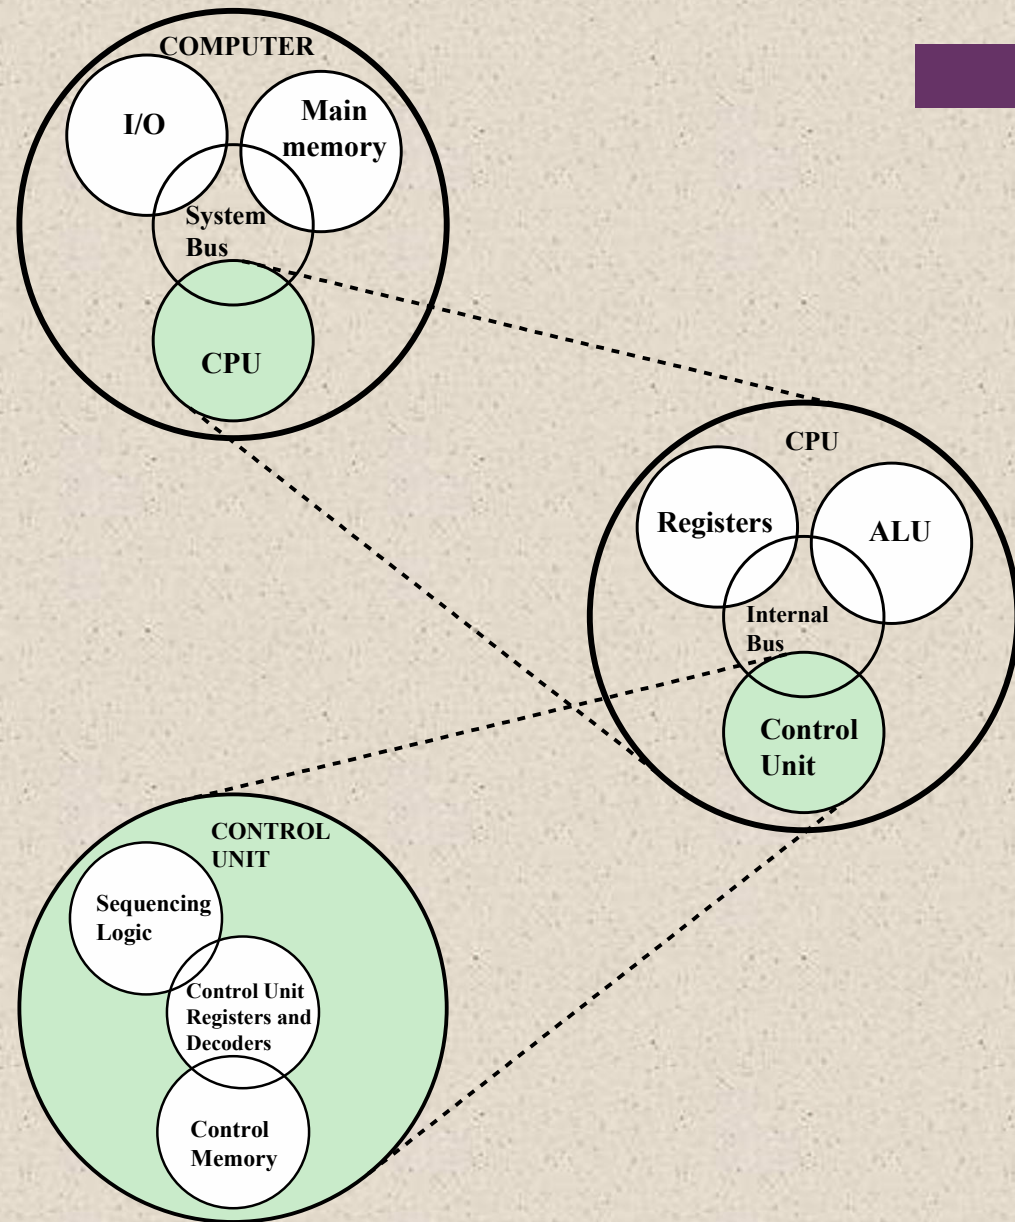 COMPUTER
I/O
Main
memory
System
Bus
CPU
CPU
Registers
ALU
Internal
Bus
Control
Unit
CONTROL
UNIT
Sequencing
Logic
Control Unit
Registers and
Decoders
Control
Memory